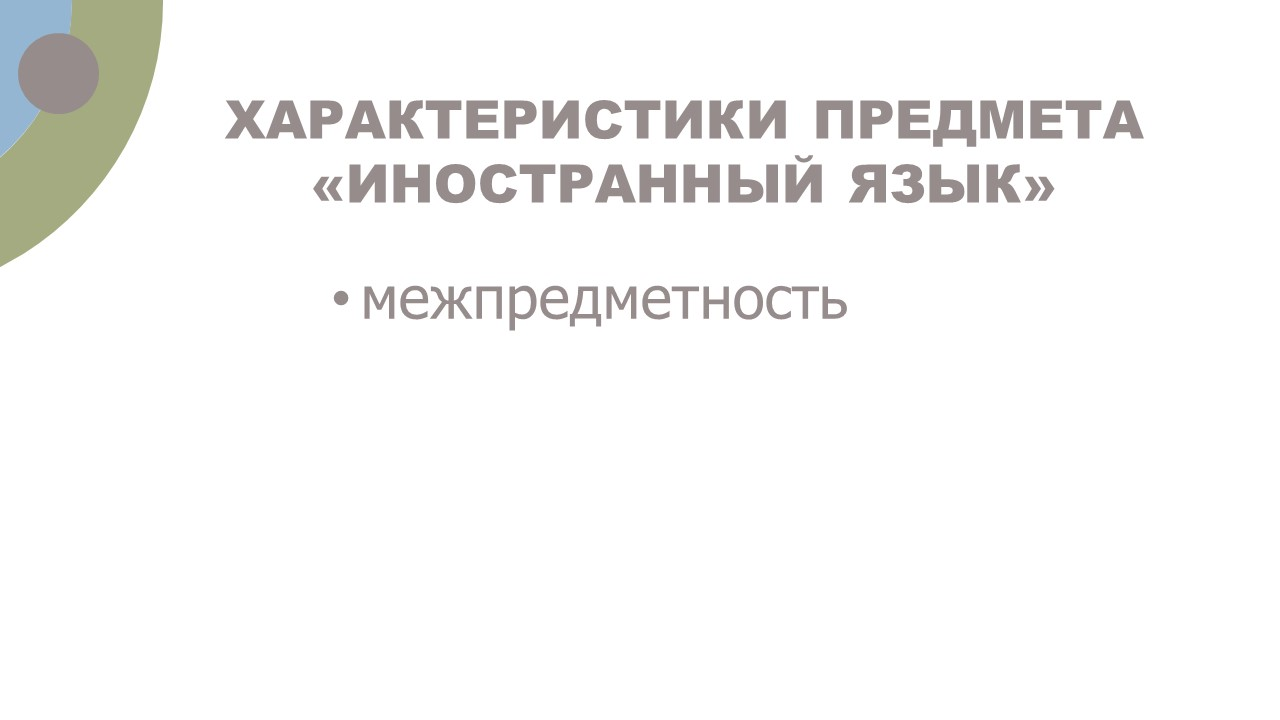 ХАРАКТЕРИСТИКИ ПРЕДМЕТА
«ИНОСТРАННЫЙ ЯЗЫК»
• межпредметность